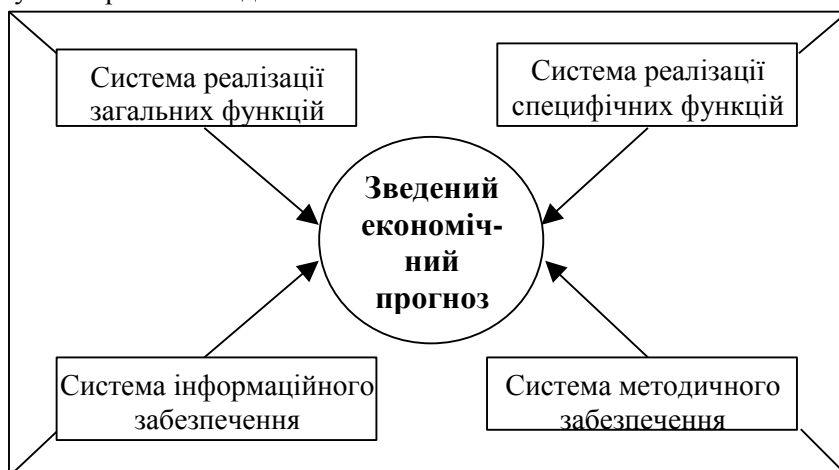 Система реалізації
загальних функцій
Система реалізації
специфічних функцій
Зведений
економіч-
ний
прогноз
Система інформаційного
забезпечення
Система методичного
забезпечення